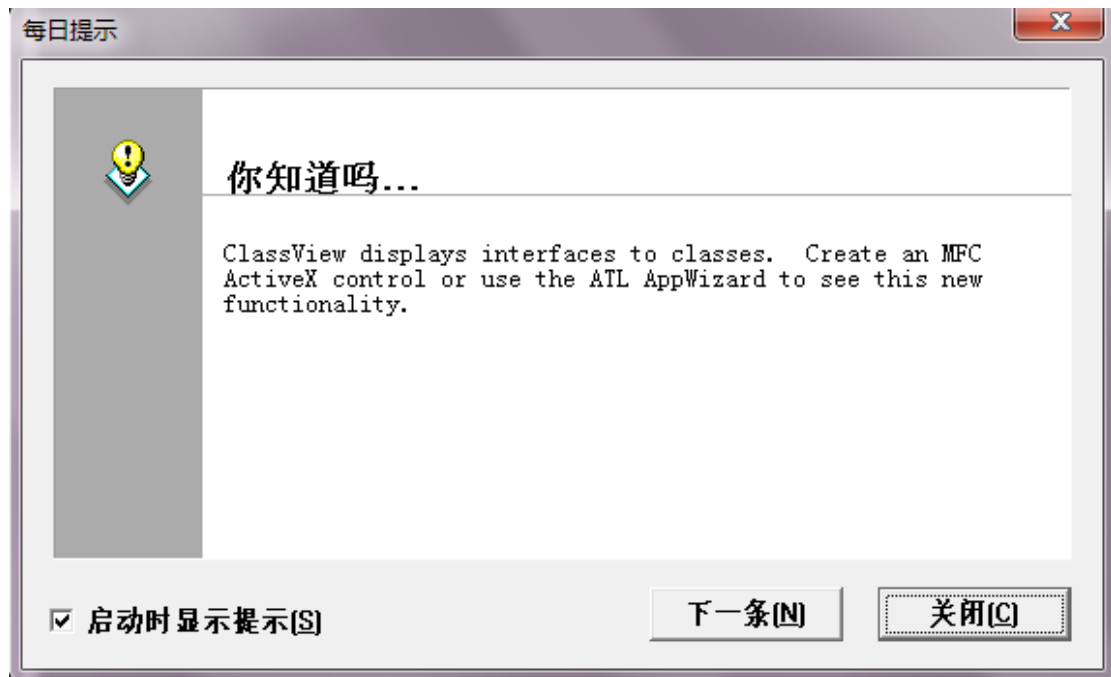 每日提示
你知道吗...
ClassView displays interfaces to classes.  Create an MFC
ActiveX control or use the ATL AppWizard to see this new
functionality.
启动时显示提示(S)
下一条(N)
关闭(C)